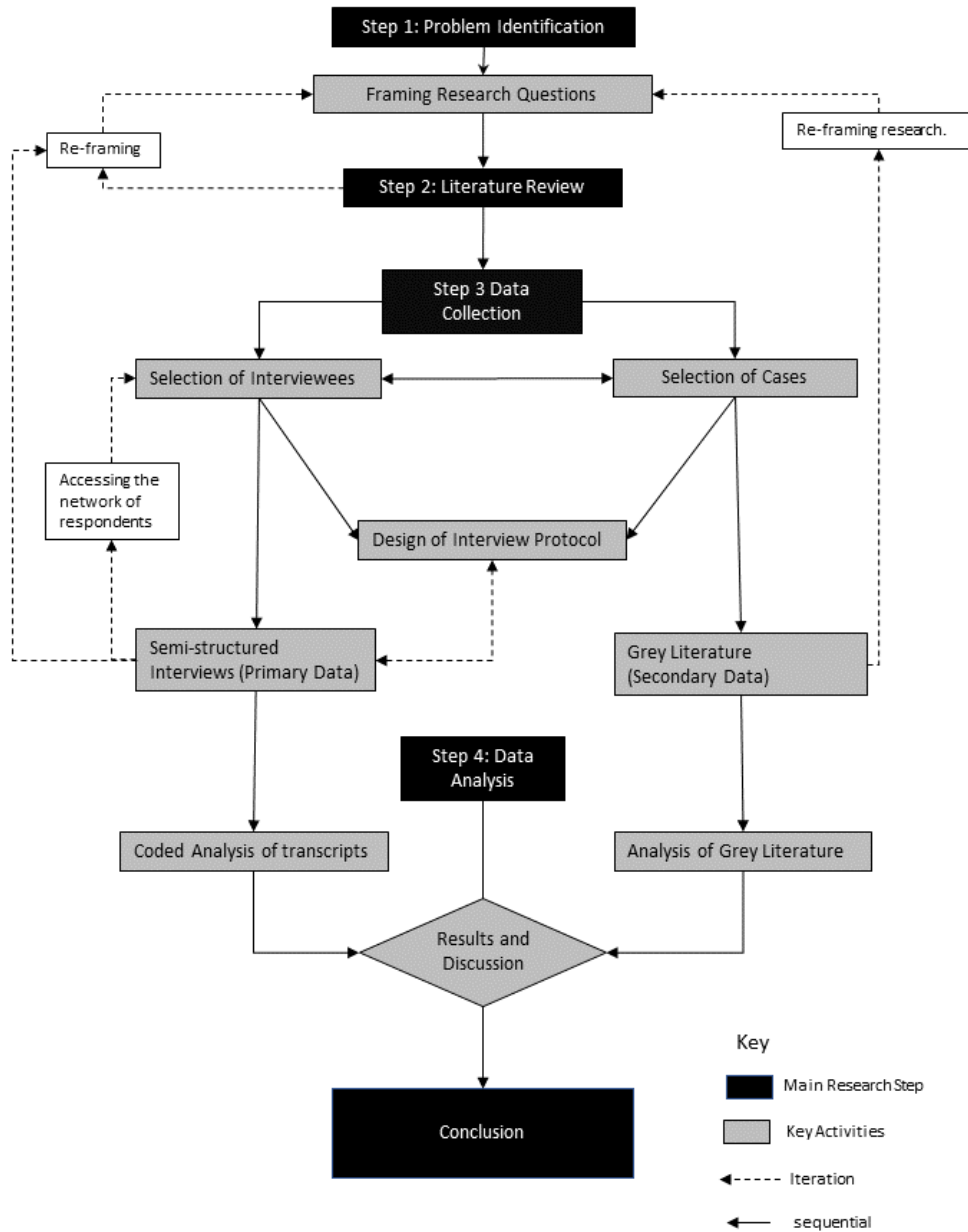 Step 1: Problem Identification
Framing Research Questions
Re-framing
Re-framing research.
Step 2: Literature Review
Step 3 Data
Collection
Selection of Interviewees
Selection of Cases
Accessing the
network of
respondents
Design of Interview Protocol
Semi-structured
Interviews (Primary Data)
Grey Literature
(Secondary Data)
Step 4: Data
Analysis
Coded Analysis of transcripts
Analysis of Grey Literature
Results and
Discussion
Conclusion
Key
Main Research Step
Key Activities
Iteration
sequential